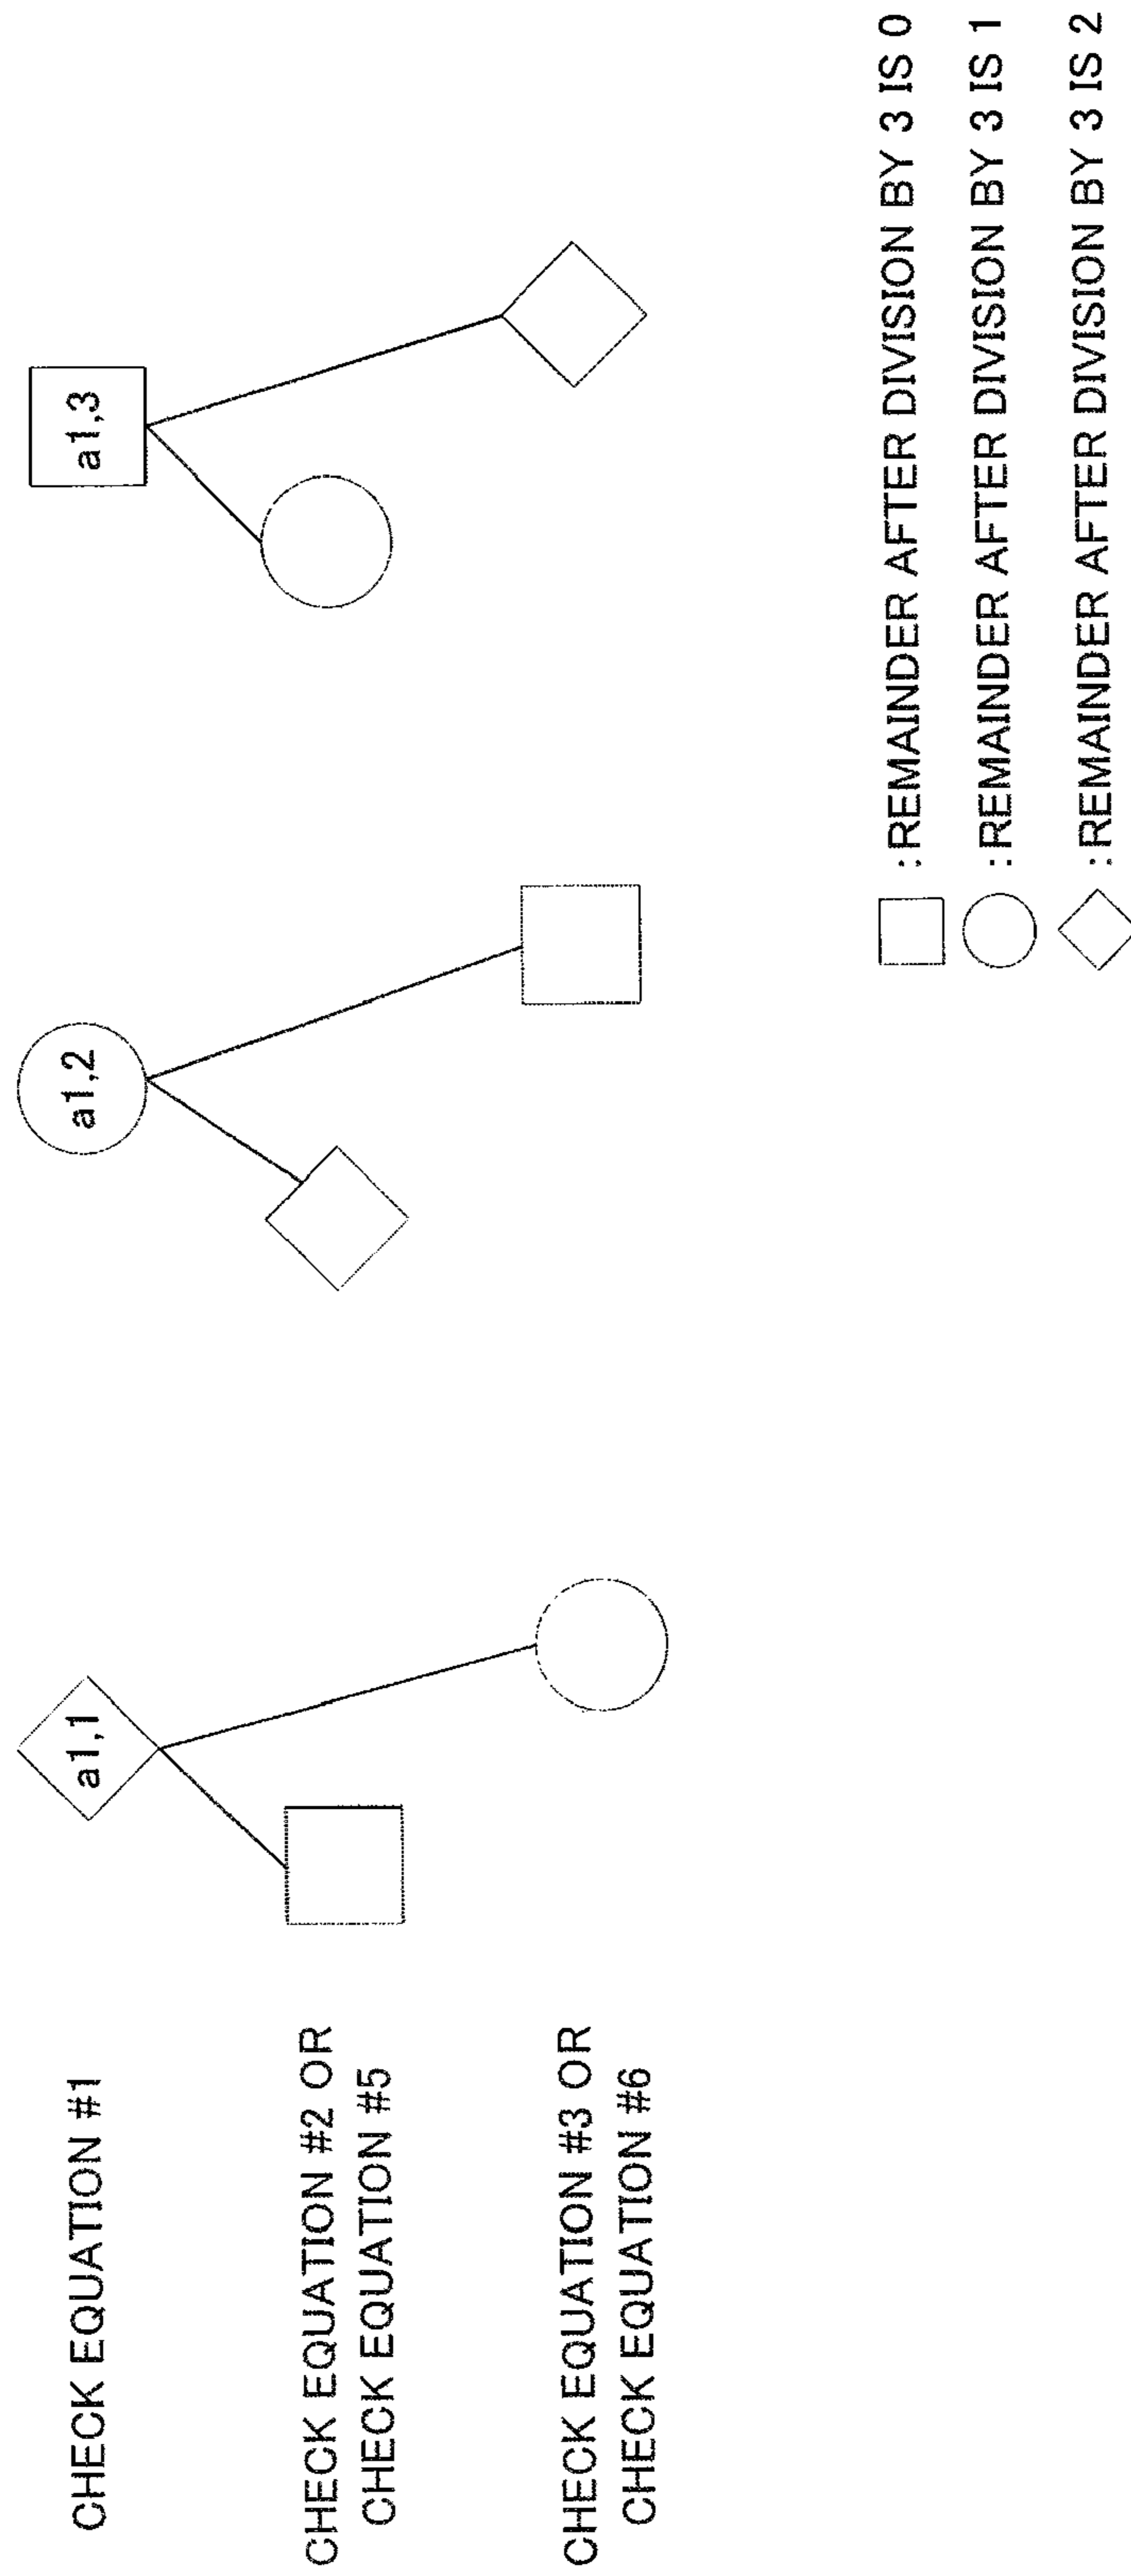 CHECK EQUATION #1
a1,1
a1,2
a1,3
CHECK EQUATION #2 OR
CHECK EQUATION #5
CHECK EQUATION #3 OR
CHECK EQUATION #6
:REMAINDER AFTER DIVISION BY 3 IS 0
:REMAINDER AFTER DIVISION BY 3 IS 1
:REMAINDER AFTER DIVISION BY 3 IS 2